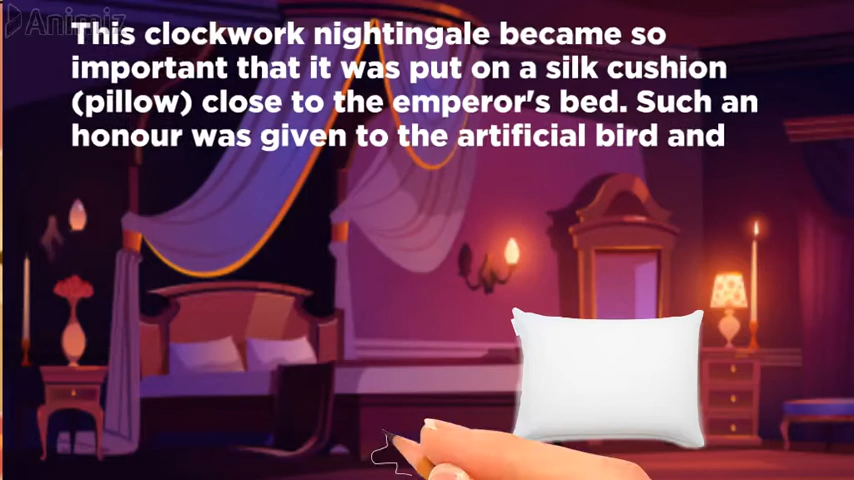 Animiz
This clockwork nightingale became so
important that it was put on a silk cushion
(pillow) close to the emperor's bed. Such an
honour was given to the artificial bird and